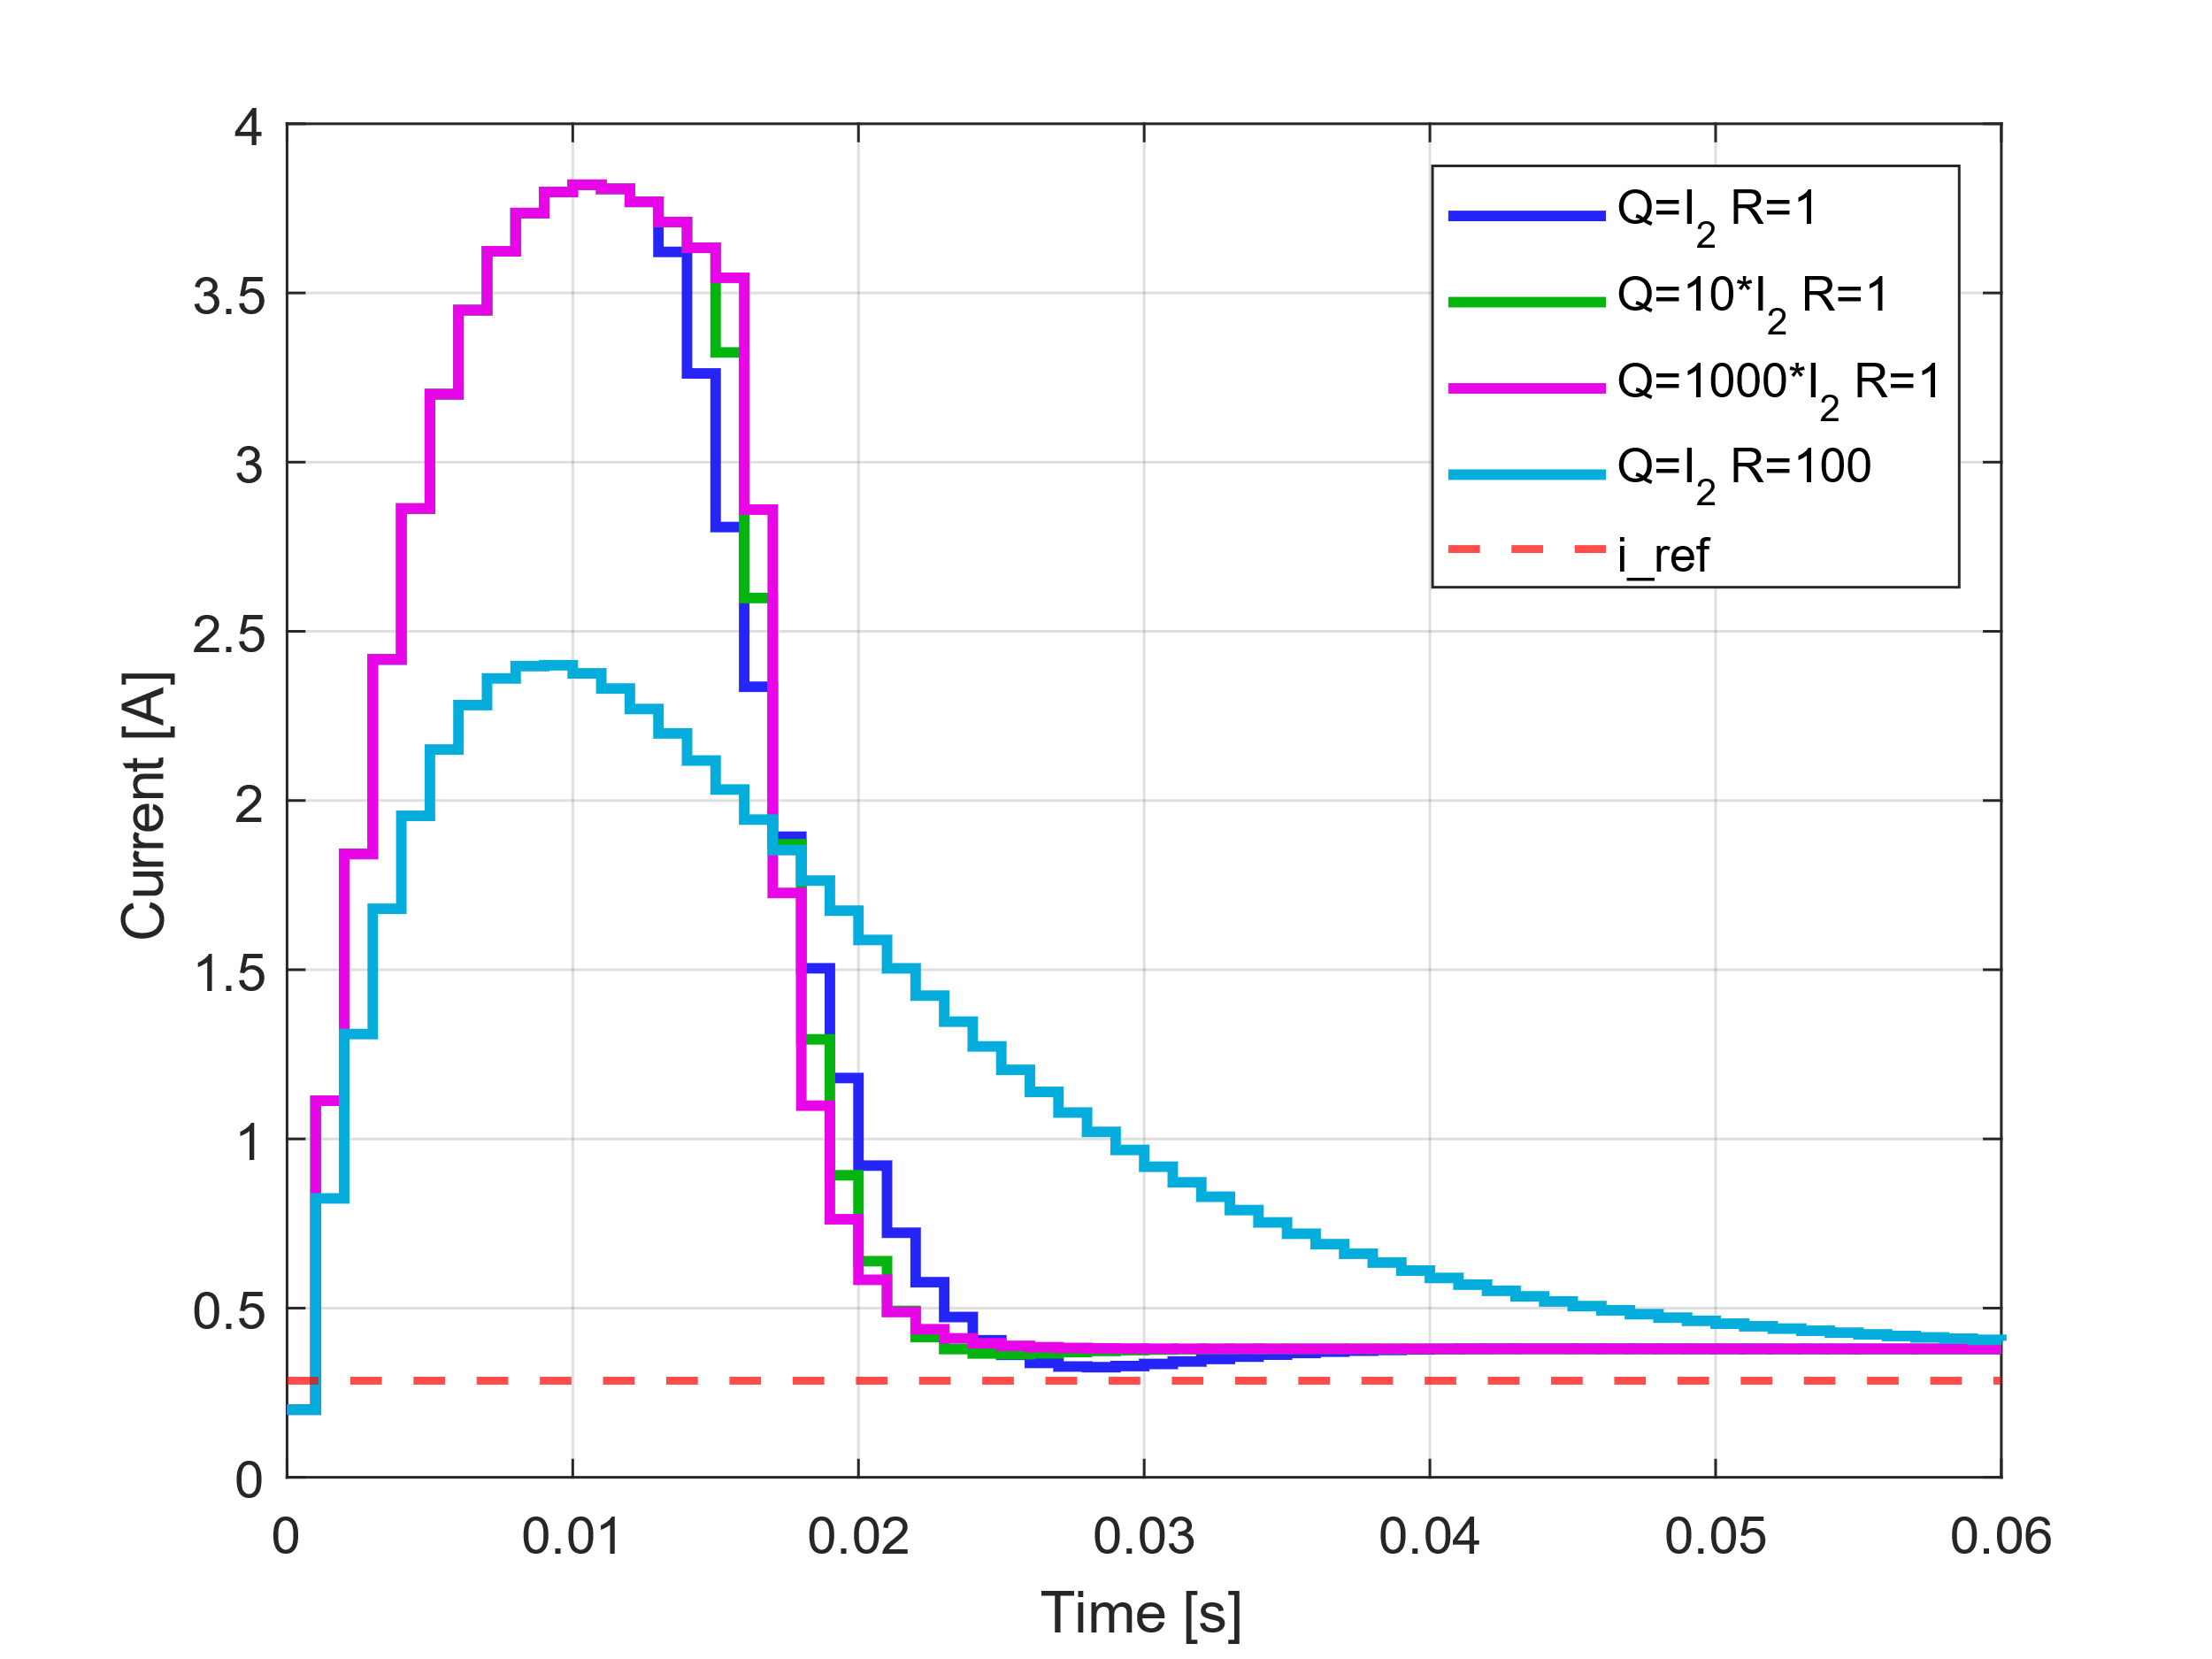 4
3.5
3
2.5
2
1.5
1
0.5
0
Current [A]
Q=I2 R=1
Q=10*I2 R=1
Q=1000*I2 R=1
Q=I2 R=100
i_ref
0 0.01 0.02 0.03 0.04 0.05 0.06
Time [s]